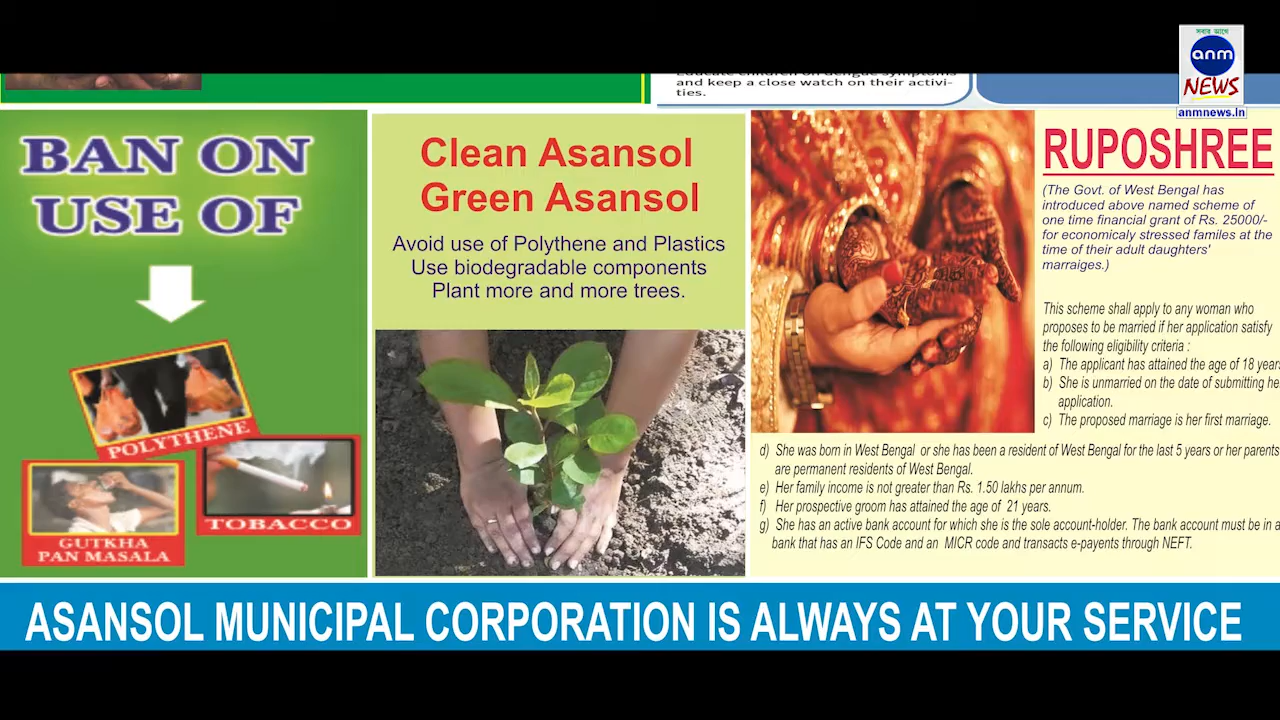 সবার আগে
anm
NEWS
anmnews.in
Educate children on dengue symptoms
and keep a close watch on their activi-
ties.
BAN ON
USE OF
POLYTHENE
TOBACCO
GUTKHA
PAN MASALA
Clean Asansol
Green Asansol
Avoid use of Polythene and Plastics
Use biodegradable components
Plant more and more trees.
RUPOSHREE
(The Govt. of West Bengal has
introduced above named scheme of
one time financial grant of Rs. 25000/-
for economicaly stressed familes at the
time of their adult daughters'
marraiges.)
This scheme shall apply to any woman who
proposes to be married if her application satisfy
the following eligibility criteria :
a) The applicant has attained the age of 18 years
b) She is unmarried on the date of submitting he
application.
c) The proposed marriage is her first marriage.
d) She was born in West Bengal or she has been a resident of West Bengal for the last 5 years or her parents
are permanent residents of West Bengal.
e) Her family income is not greater than Rs. 1.50 lakhs per annum.
f) Her prospective groom has attained the age of 21 years.
g) She has an active bank account for which she is the sole account-holder. The bank account must be in a
bank that has an IFS Code and an MICR code and transacts e-payents through NEFT.
ASANSOL MUNICIPAL CORPORATION IS ALWAYS AT YOUR SERVICE